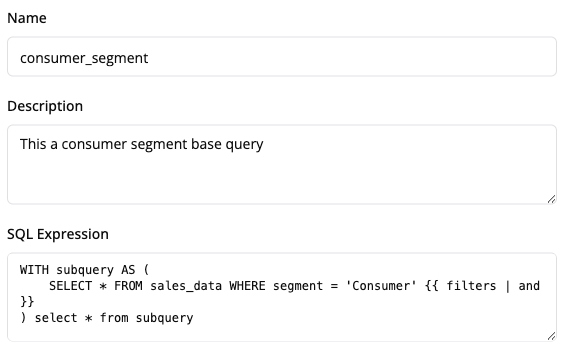 Name
consumer_segment
Description
This a consumer segment base query
SQL Expression
WITH subquery AS (
    SELECT * FROM sales_data WHERE segment = 'Consumer' {{ filters | and
}}
) select * from subquery